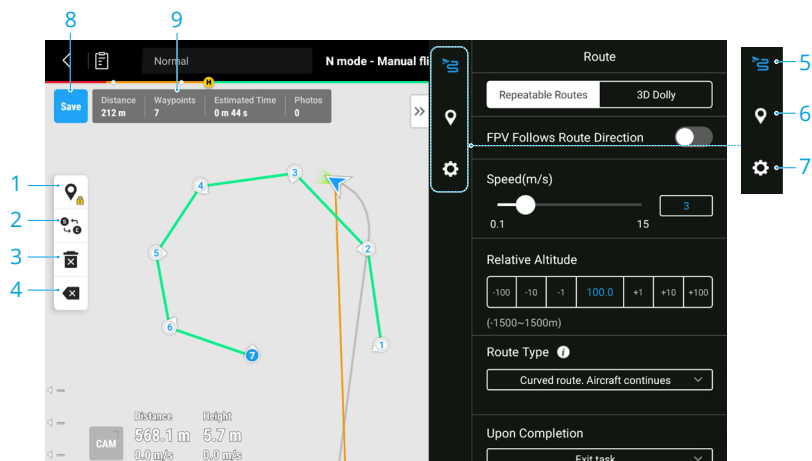 8
9
Normal
N mode - Manual fli
H
Save
Distance
212 m
Waypoints
7
Estimated Time
0 m 44 s
Photos
0
1
2
3
4
S
E
1
2
3
4
5
6
7
CAM
Distance
568.1 m
0.0 m/s
Height
5.7 m
0.0 m/s
Route
Repeatable Routes
3D Dolly
FPV Follows Route Direction
Speed(m/s)
3
0.1
15
Relative Altitude
-100
-10
-1
100.0
+1
+10
+100
(-1500~1500m)
Route Type
i
Curved route. Aircraft continues
Upon Completion
Exit task
5
6
7